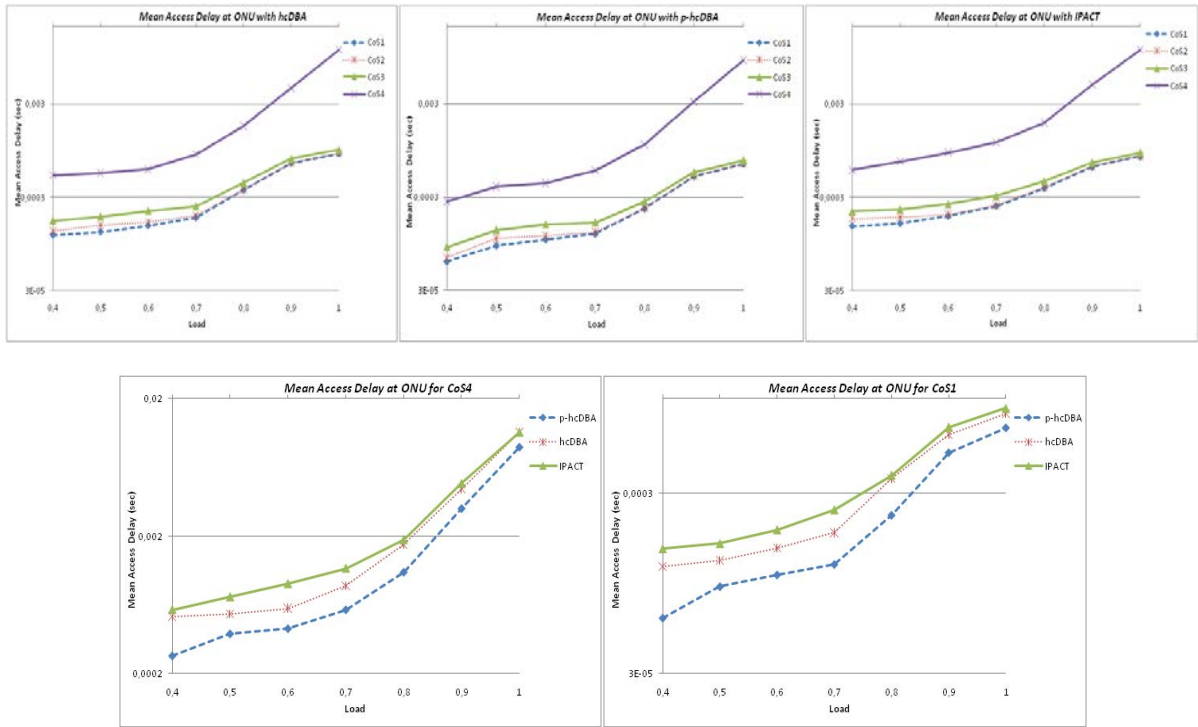 Mean Access Delay at ONU with hsDBA
CoS1
CoS2
CoS3
CoS4
Mean Access Delay (sec)
0,003
0,0003
3E-05
0,4 0,5 0,6 0,7 0,8 0,9 1
Load
Mean Access Delay at ONU with p-hcDBA
CoS1
CoS2
CoS3
CoS4
Mean Access Delay (sec)
0,003
0,0003
3E-05
0,4 0,5 0,6 0,7 0,8 0,9 1
Load
Mean Access Delay at ONU with IPACT
CoS1
CoS2
CoS3
CoS4
Mean Access Delay (sec)
0,003
0,0003
3E-05
0,4 0,5 0,6 0,7 0,8 0,9 1
Load
Mean Access Delay at ONU for CoS4
p-hcDBA
hcDBA
IPACT
Mean Access Delay (sec)
0,02
0,002
0,0002
0,4 0,5 0,6 0,7 0,8 0,9 1
Load
Mean Access Delay at ONU for CoS1
p-hcDBA
hcDBA
IPACT
Mean Access Delay (sec)
0,0003
3E-05
0,4 0,5 0,6 0,7 0,8 0,9 1
Load